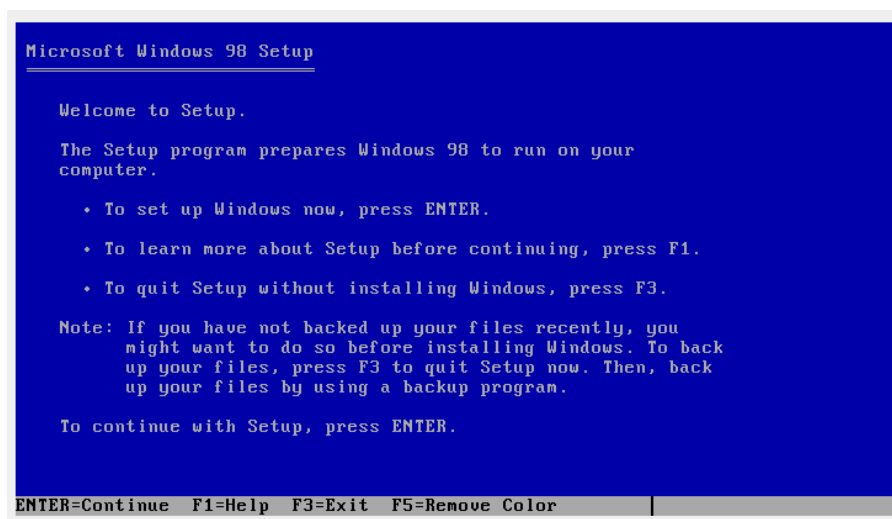 Microsoft Windows 98 Setup
Welcome to Setup.
The Setup program prepares Windows 98 to run on your
computer.
• To set up Windows now, press ENTER.
• To learn more about Setup before continuing, press F1.
• To quit Setup without installing Windows, press F3.
Note: If you have not backed up your files recently, you
might want to do so before installing Windows. To back
up your files, press F3 to quit Setup now. Then, back
up your files by using a backup program.
To continue with Setup, press ENTER.
ENTER=Continue F1=Help F3=Exit F5=Remove Color